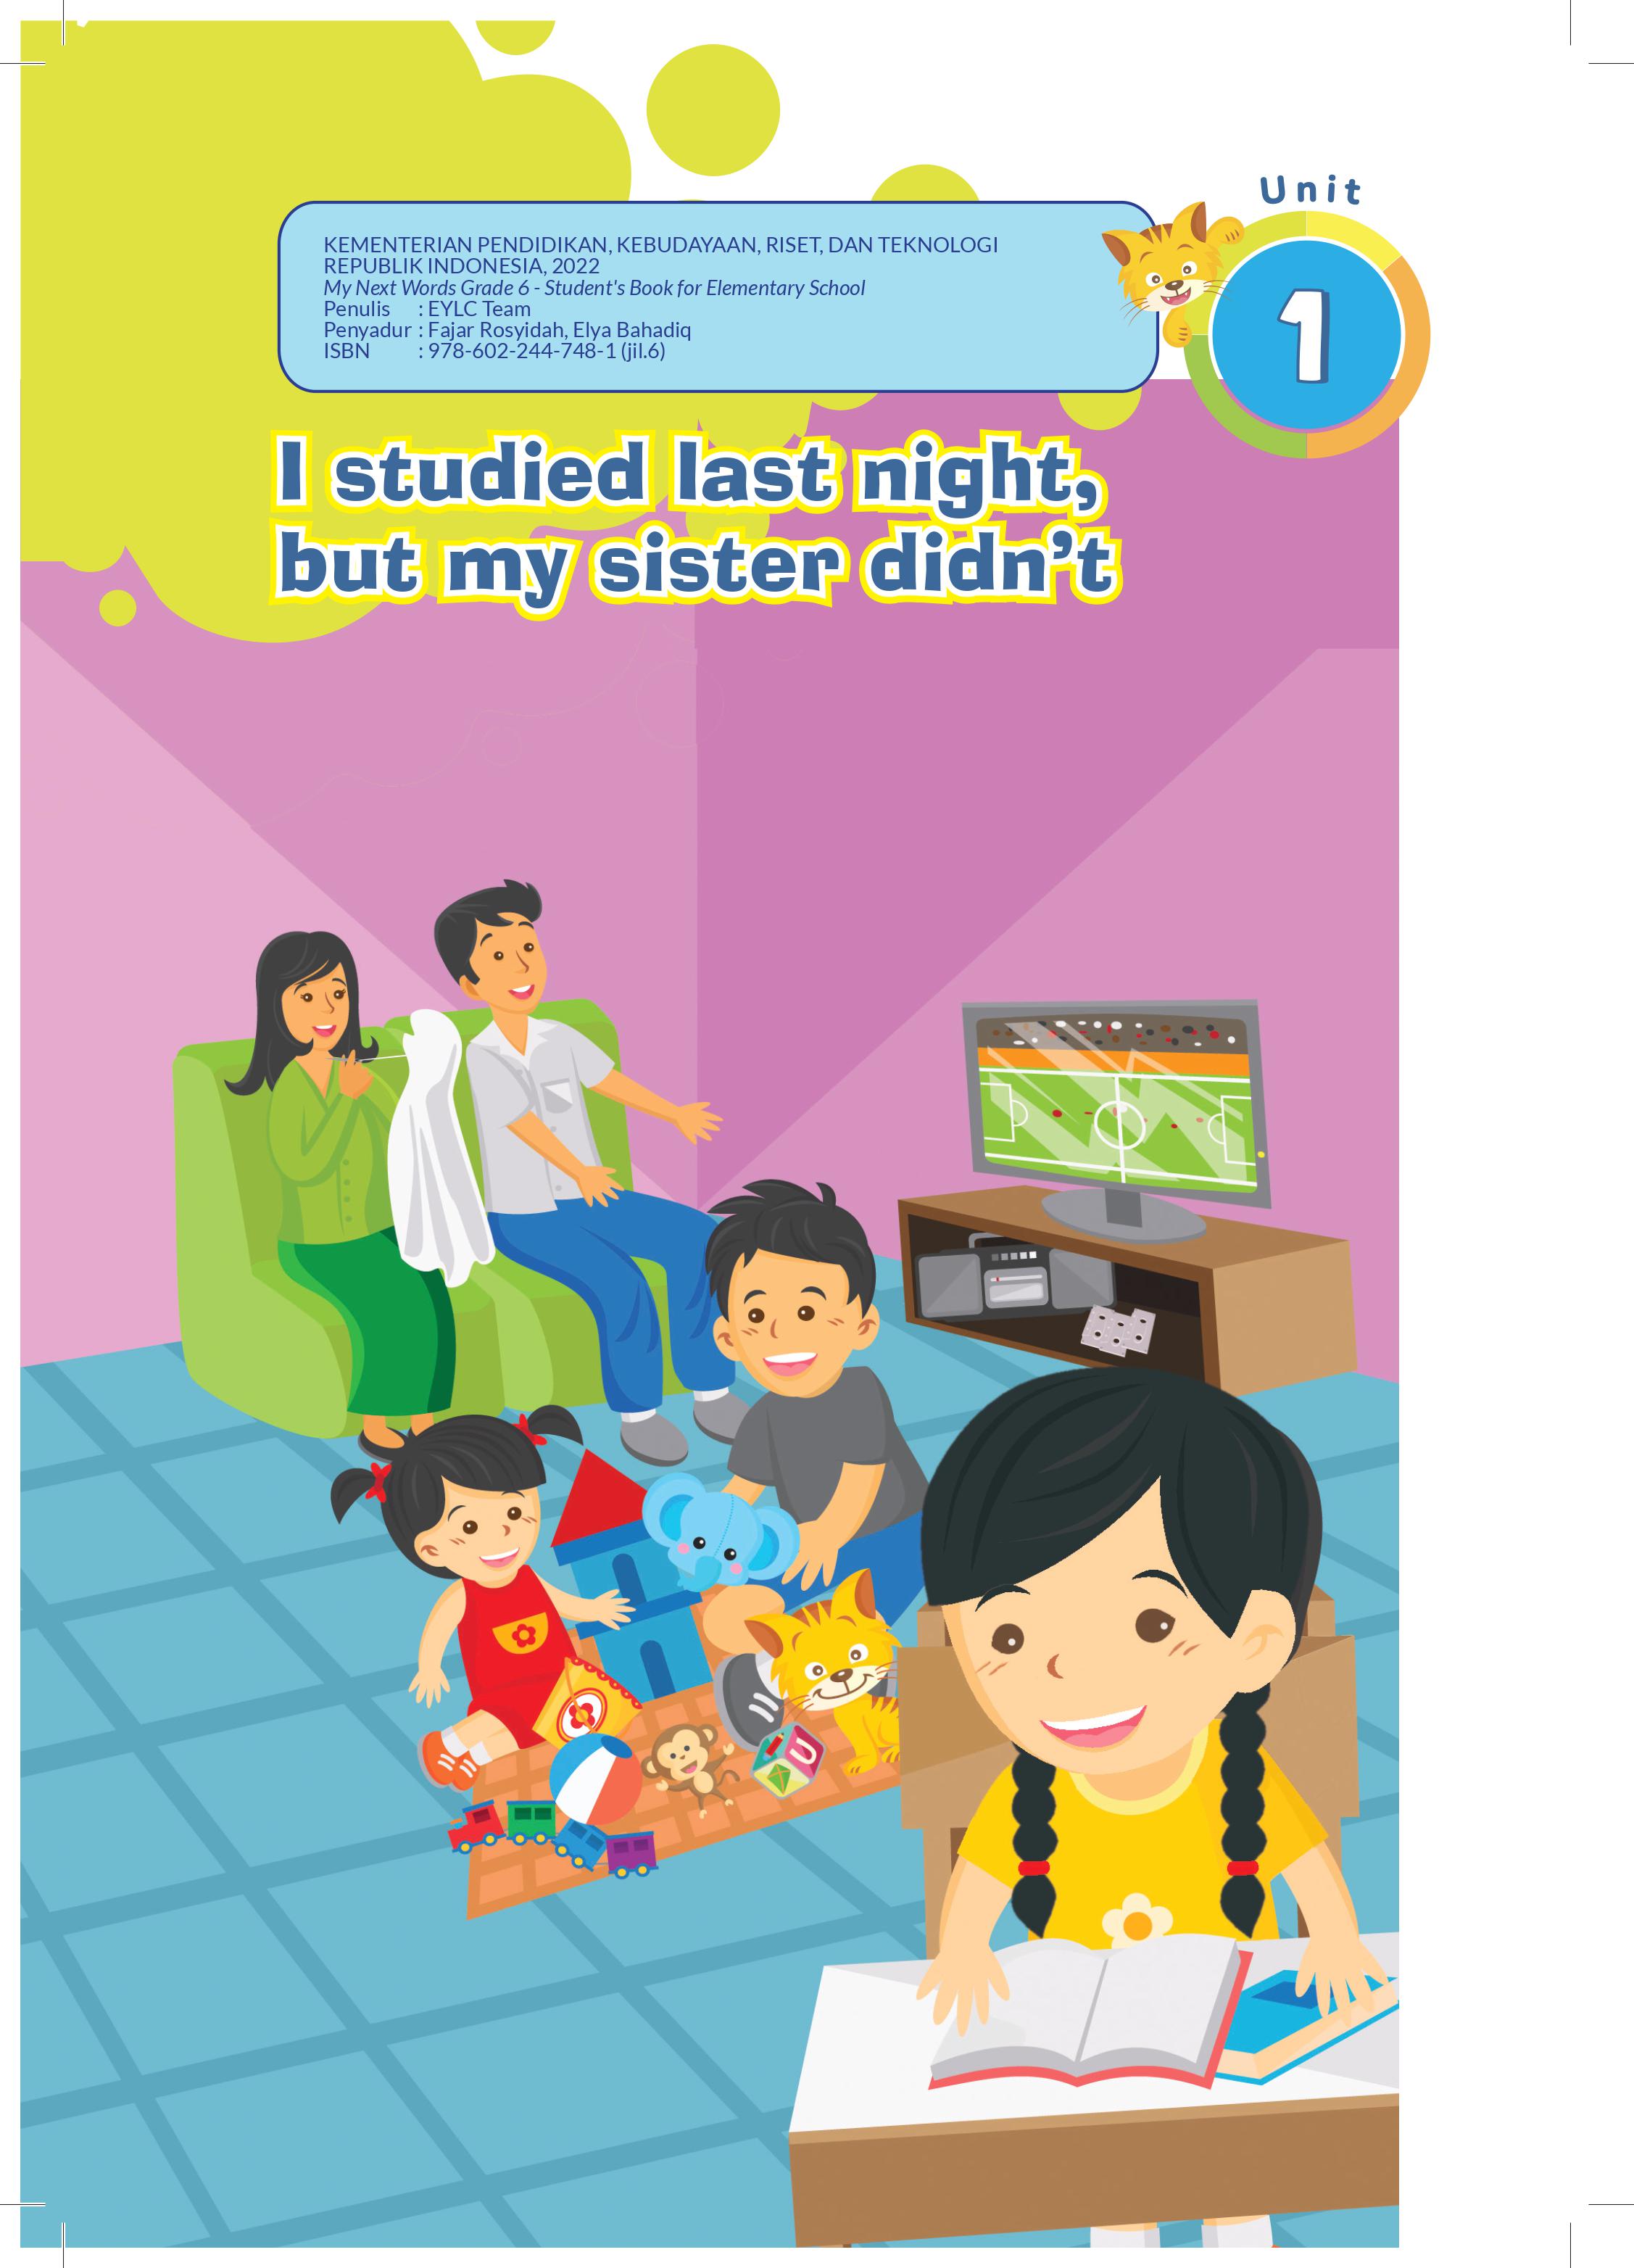 Unit
1
KEMENTERIAN PENDIDIKAN, KEBUDAYAAN, RISET, DAN TEKNOLOGI
REPUBLIK INDONESIA, 2022
My Next Words Grade 6 - Student's Book for Elementary School
Penulis : EYLC Team
Penyadur : Fajar Rosyidah, Elya Bahadiq
ISBN : 978-602-244-748-1 (jil.6)
I studied last night,
but my sister didn't